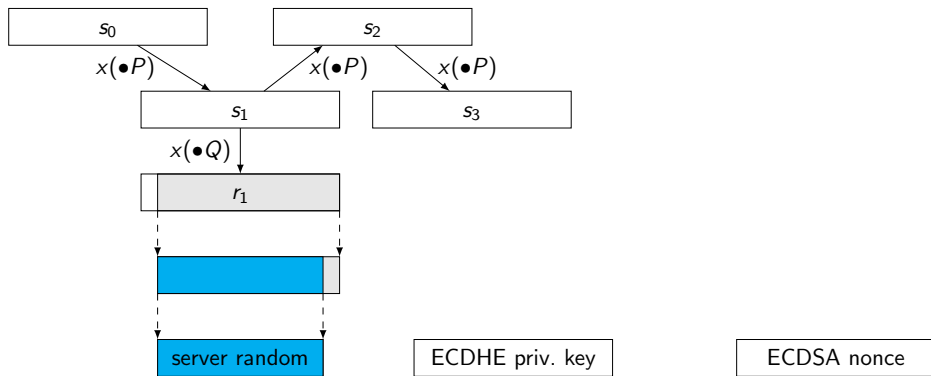 s₀
s₂
x(•P)
x(•P)
x(•P)
s₁
s₃
x(•Q)
r₁
server random
ECDHE priv. key
ECDSA nonce